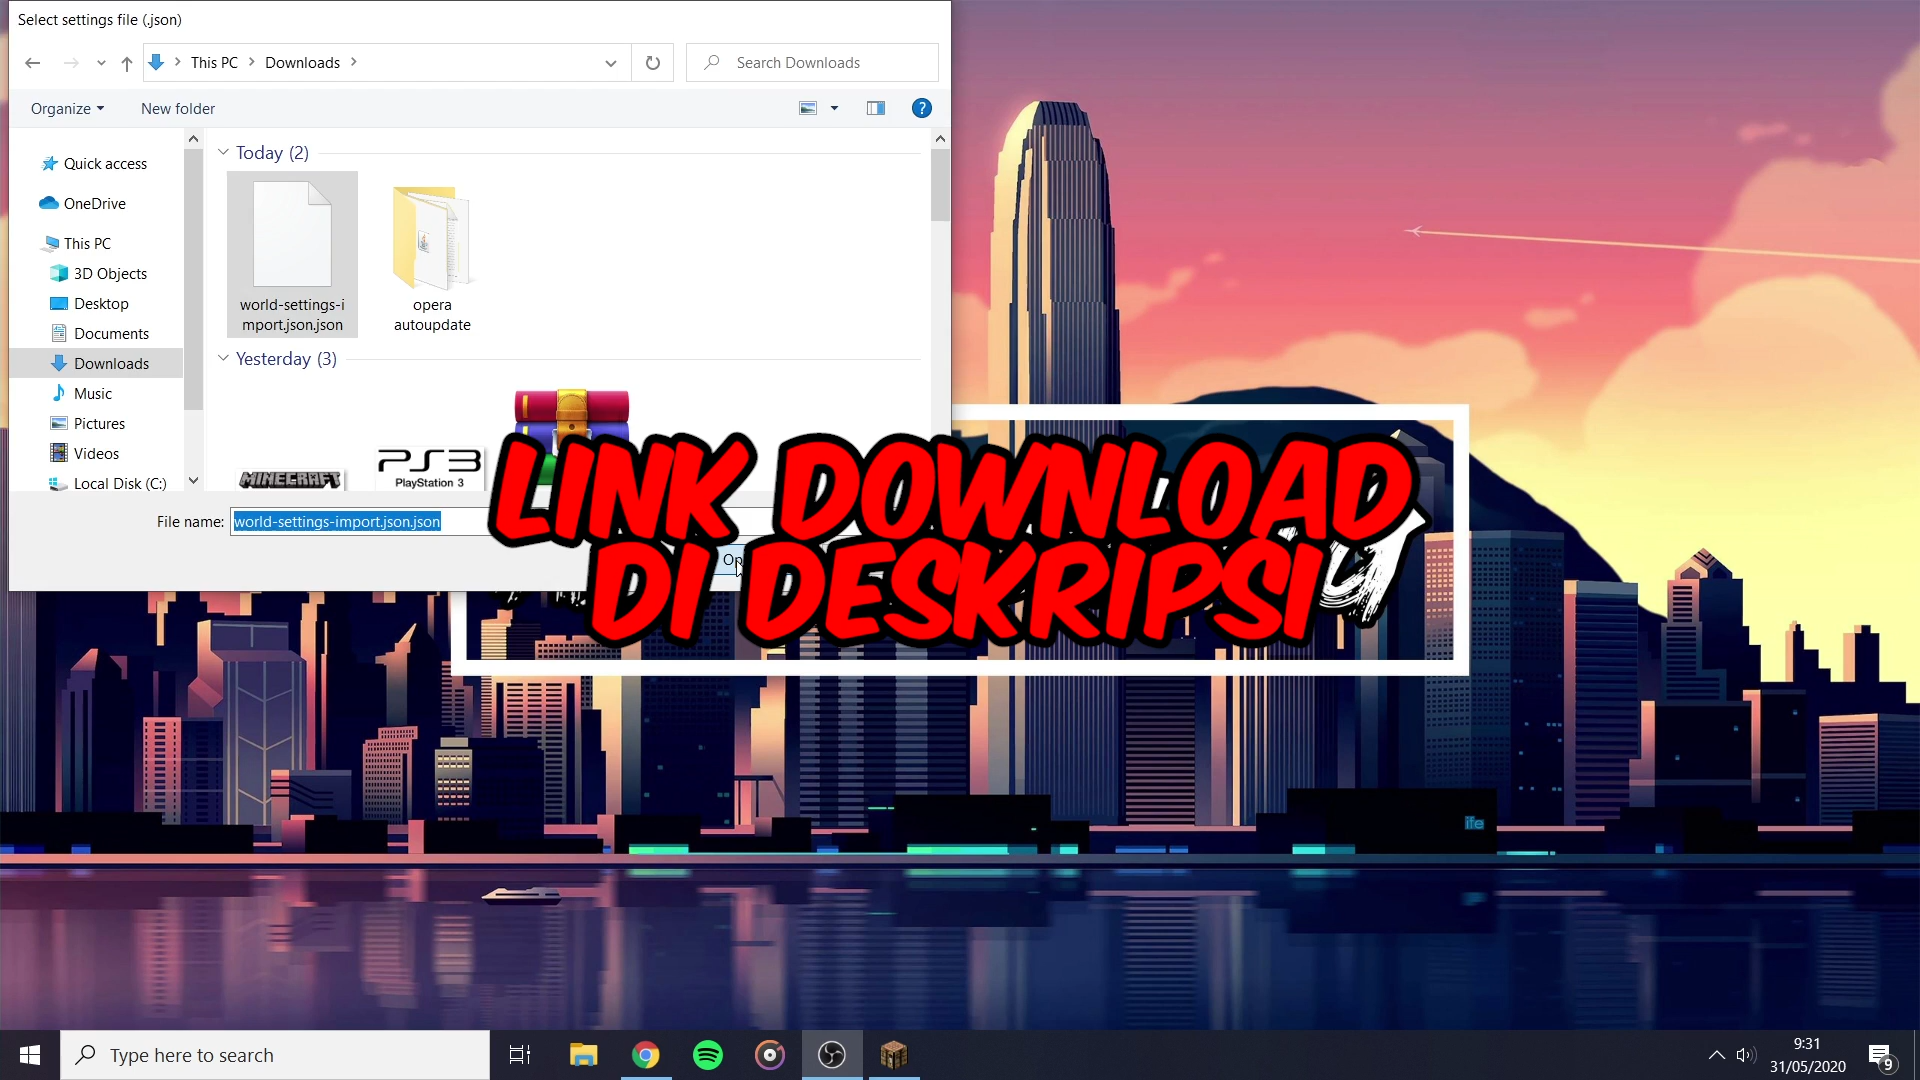 Select settings file (.json)
This PC
Downloads
Search Downloads
Organize
New folder
?
Quick access
OneDrive
This PC
3D Objects
Desktop
Documents
Downloads
Music
Pictures
Videos
Local Disk (C:)
Today (2)
world-settings-i
mport.json.json
opera
autoupdate
Yesterday (3)
MINECRAFT
PS3
PlayStation 3
File name:
world-settings-import.json.json
LINK DOWNLOAD
DI DESKRIPSI
ife
Type here to search
9:31
31/05/2020
9